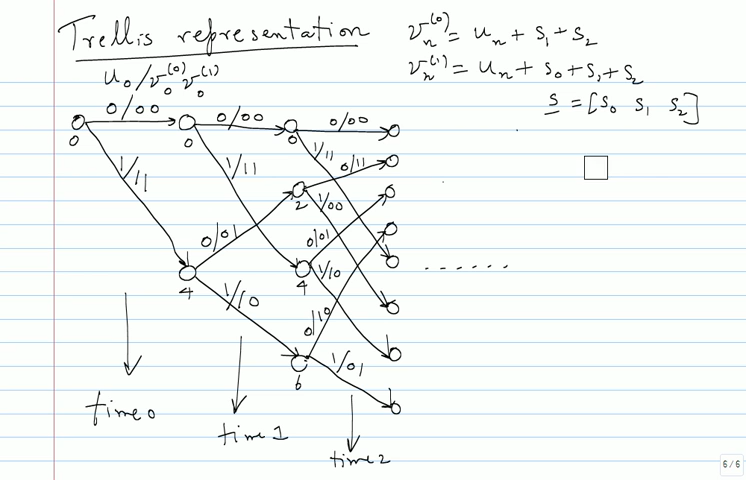 Trellis representation
v_n^(0) = u_n + s_1 + s_2
v_n^(1) = u_n + s_0 + s_1 + s_2
s = [s_0 s_1 s_2]
u_0/v_0^(0) v_0^(1)
0/00 0/00 0/00
0 0 0
1/11 1/11 1/11 0/11
2 1/00
0/01 0/01
4 4 1/10
1/10 0/10
6 1/01
time 0
time 1
time 2
......
6/6